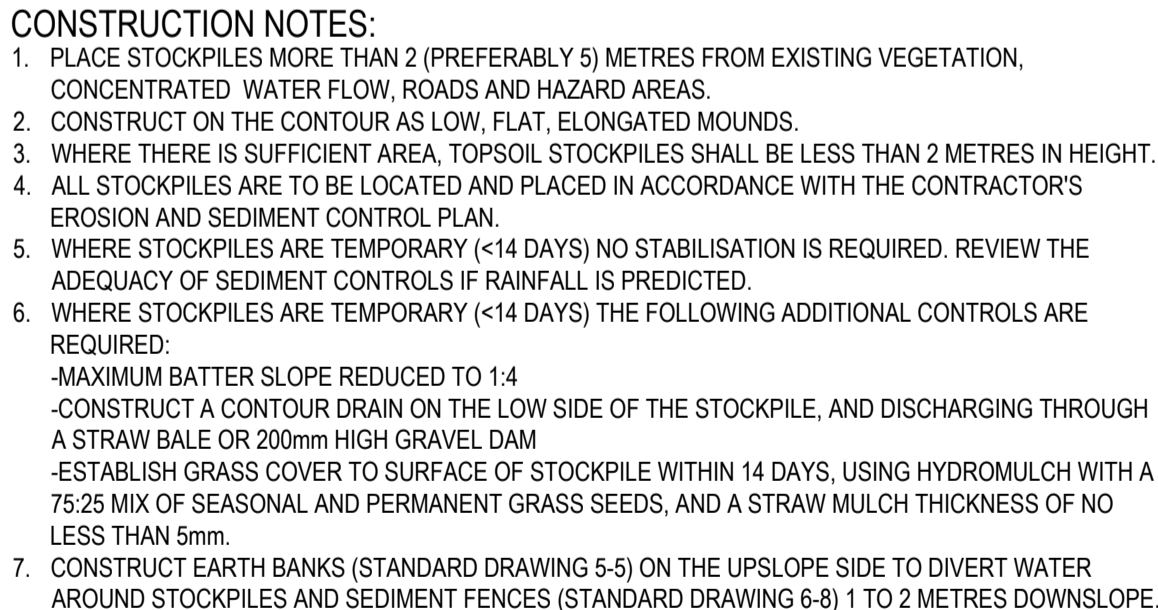 CONSTRUCTION NOTES:
1. PLACE STOCKPILES MORE THAN 2 (PREFERABLY 5) METRES FROM EXISTING VEGETATION,
CONCENTRATED WATER FLOW, ROADS AND HAZARD AREAS.
2. CONSTRUCT ON THE CONTOUR AS LOW, FLAT, ELONGATED MOUNDS.
3. WHERE THERE IS SUFFICIENT AREA, TOPSOIL STOCKPILES SHALL BE LESS THAN 2 METRES IN HEIGHT.
4. ALL STOCKPILES ARE TO BE LOCATED AND PLACED IN ACCORDANCE WITH THE CONTRACTOR'S
EROSION AND SEDIMENT CONTROL PLAN.
5. WHERE STOCKPILES ARE TEMPORARY (<14 DAYS) NO STABILISATION IS REQUIRED. REVIEW THE
ADEQUACY OF SEDIMENT CONTROLS IF RAINFALL IS PREDICTED.
6. WHERE STOCKPILES ARE TEMPORARY (<14 DAYS) THE FOLLOWING ADDITIONAL CONTROLS ARE
REQUIRED:
-MAXIMUM BATTER SLOPE REDUCED TO 1:4
-CONSTRUCT A CONTOUR DRAIN ON THE LOW SIDE OF THE STOCKPILE, AND DISCHARGING THROUGH
A STRAW BALE OR 200mm HIGH GRAVEL DAM
-ESTABLISH GRASS COVER TO SURFACE OF STOCKPILE WITHIN 14 DAYS, USING HYDROMULCH WITH A
75:25 MIX OF SEASONAL AND PERMANENT GRASS SEEDS, AND A STRAW MULCH THICKNESS OF NO
LESS THAN 5mm.
7. CONSTRUCT EARTH BANKS (STANDARD DRAWING 5-5) ON THE UPSLOPE SIDE TO DIVERT WATER
AROUND STOCKPILES AND SEDIMENT FENCES (STANDARD DRAWING 6-8) 1 TO 2 METRES DOWNSLOPE.